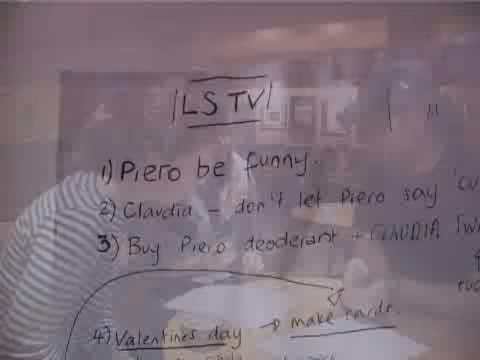 LSTV
1) Piero be funny.
2) Claudia - don't let Piero say
3) Buy Piero deoderant + CLAUDIA
4) Valentines day → make cards.